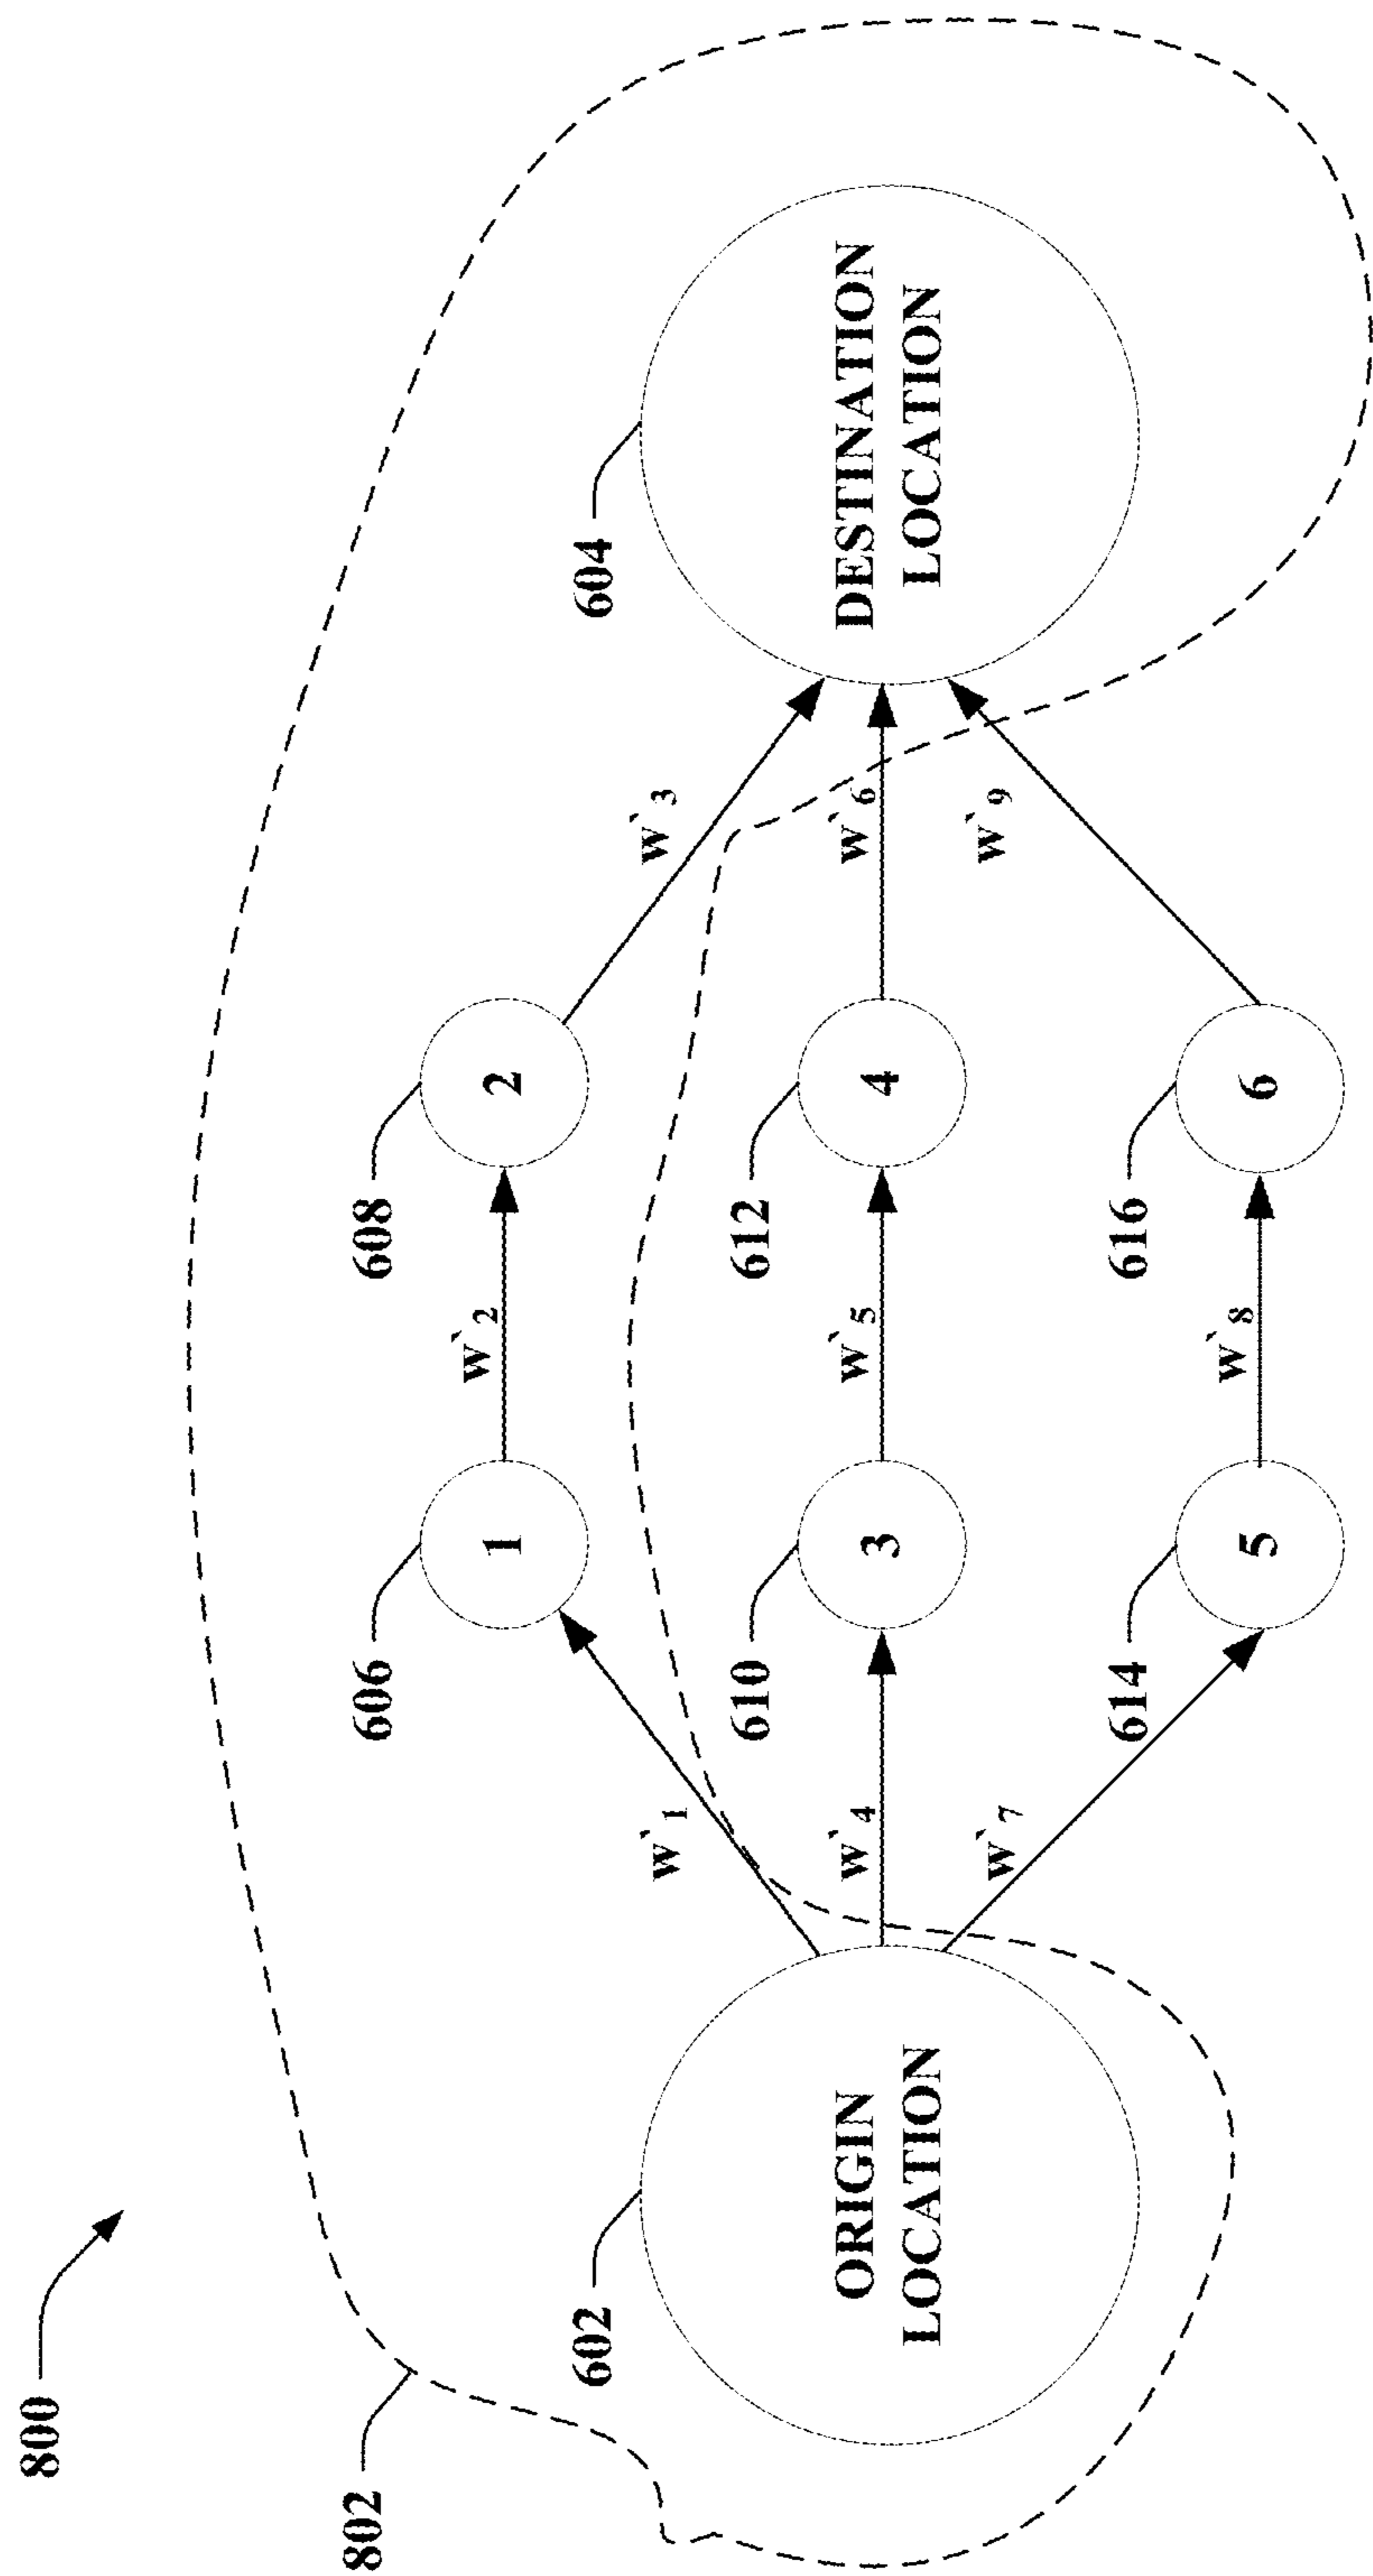 800
802
606
608
604
602
w`1
w`2
w`3
1
2
610
612
ORIGIN
LOCATION
w`4
3
w`5
4
w`6
DESTINATION
LOCATION
614
616
w`7
5
w`8
6
w`9